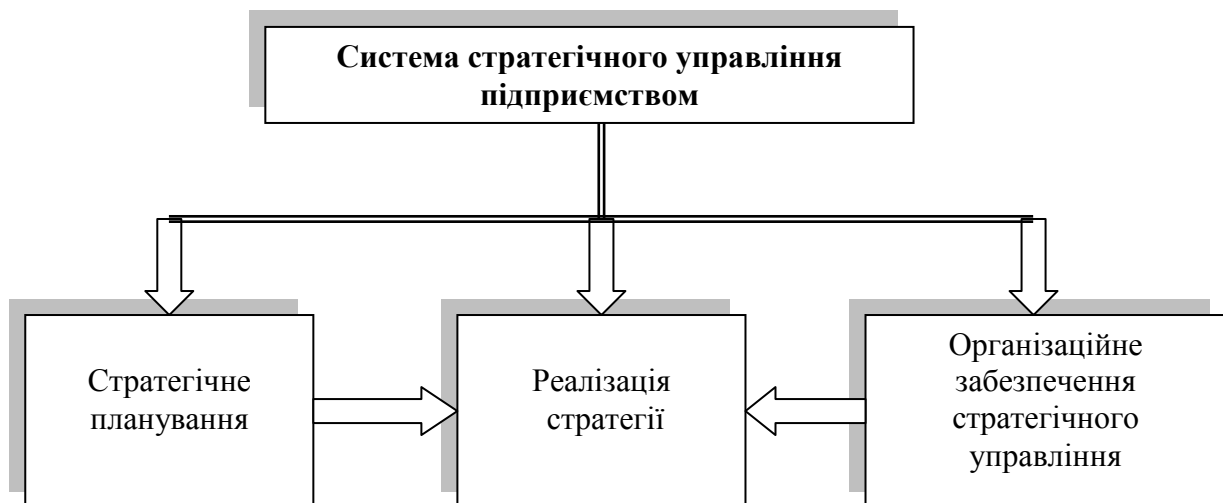 Система стратегічного управління
підприємством
Стратегічне
планування
Реалізація
стратегії
Організаційне
забезпечення
стратегічного
управління